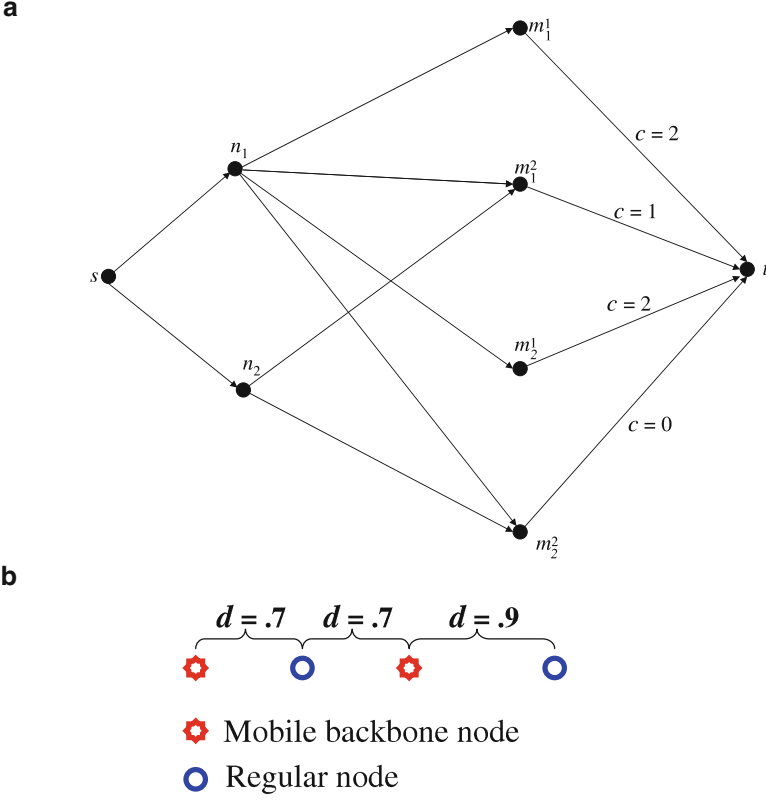 a
m₁¹
c = 2
n₁
m₁²
c = 1
s
c = 2
m₂¹
n₂
c = 0
m₂²
b
d = .7 d = .7 d = .9
Mobile backbone node
Regular node